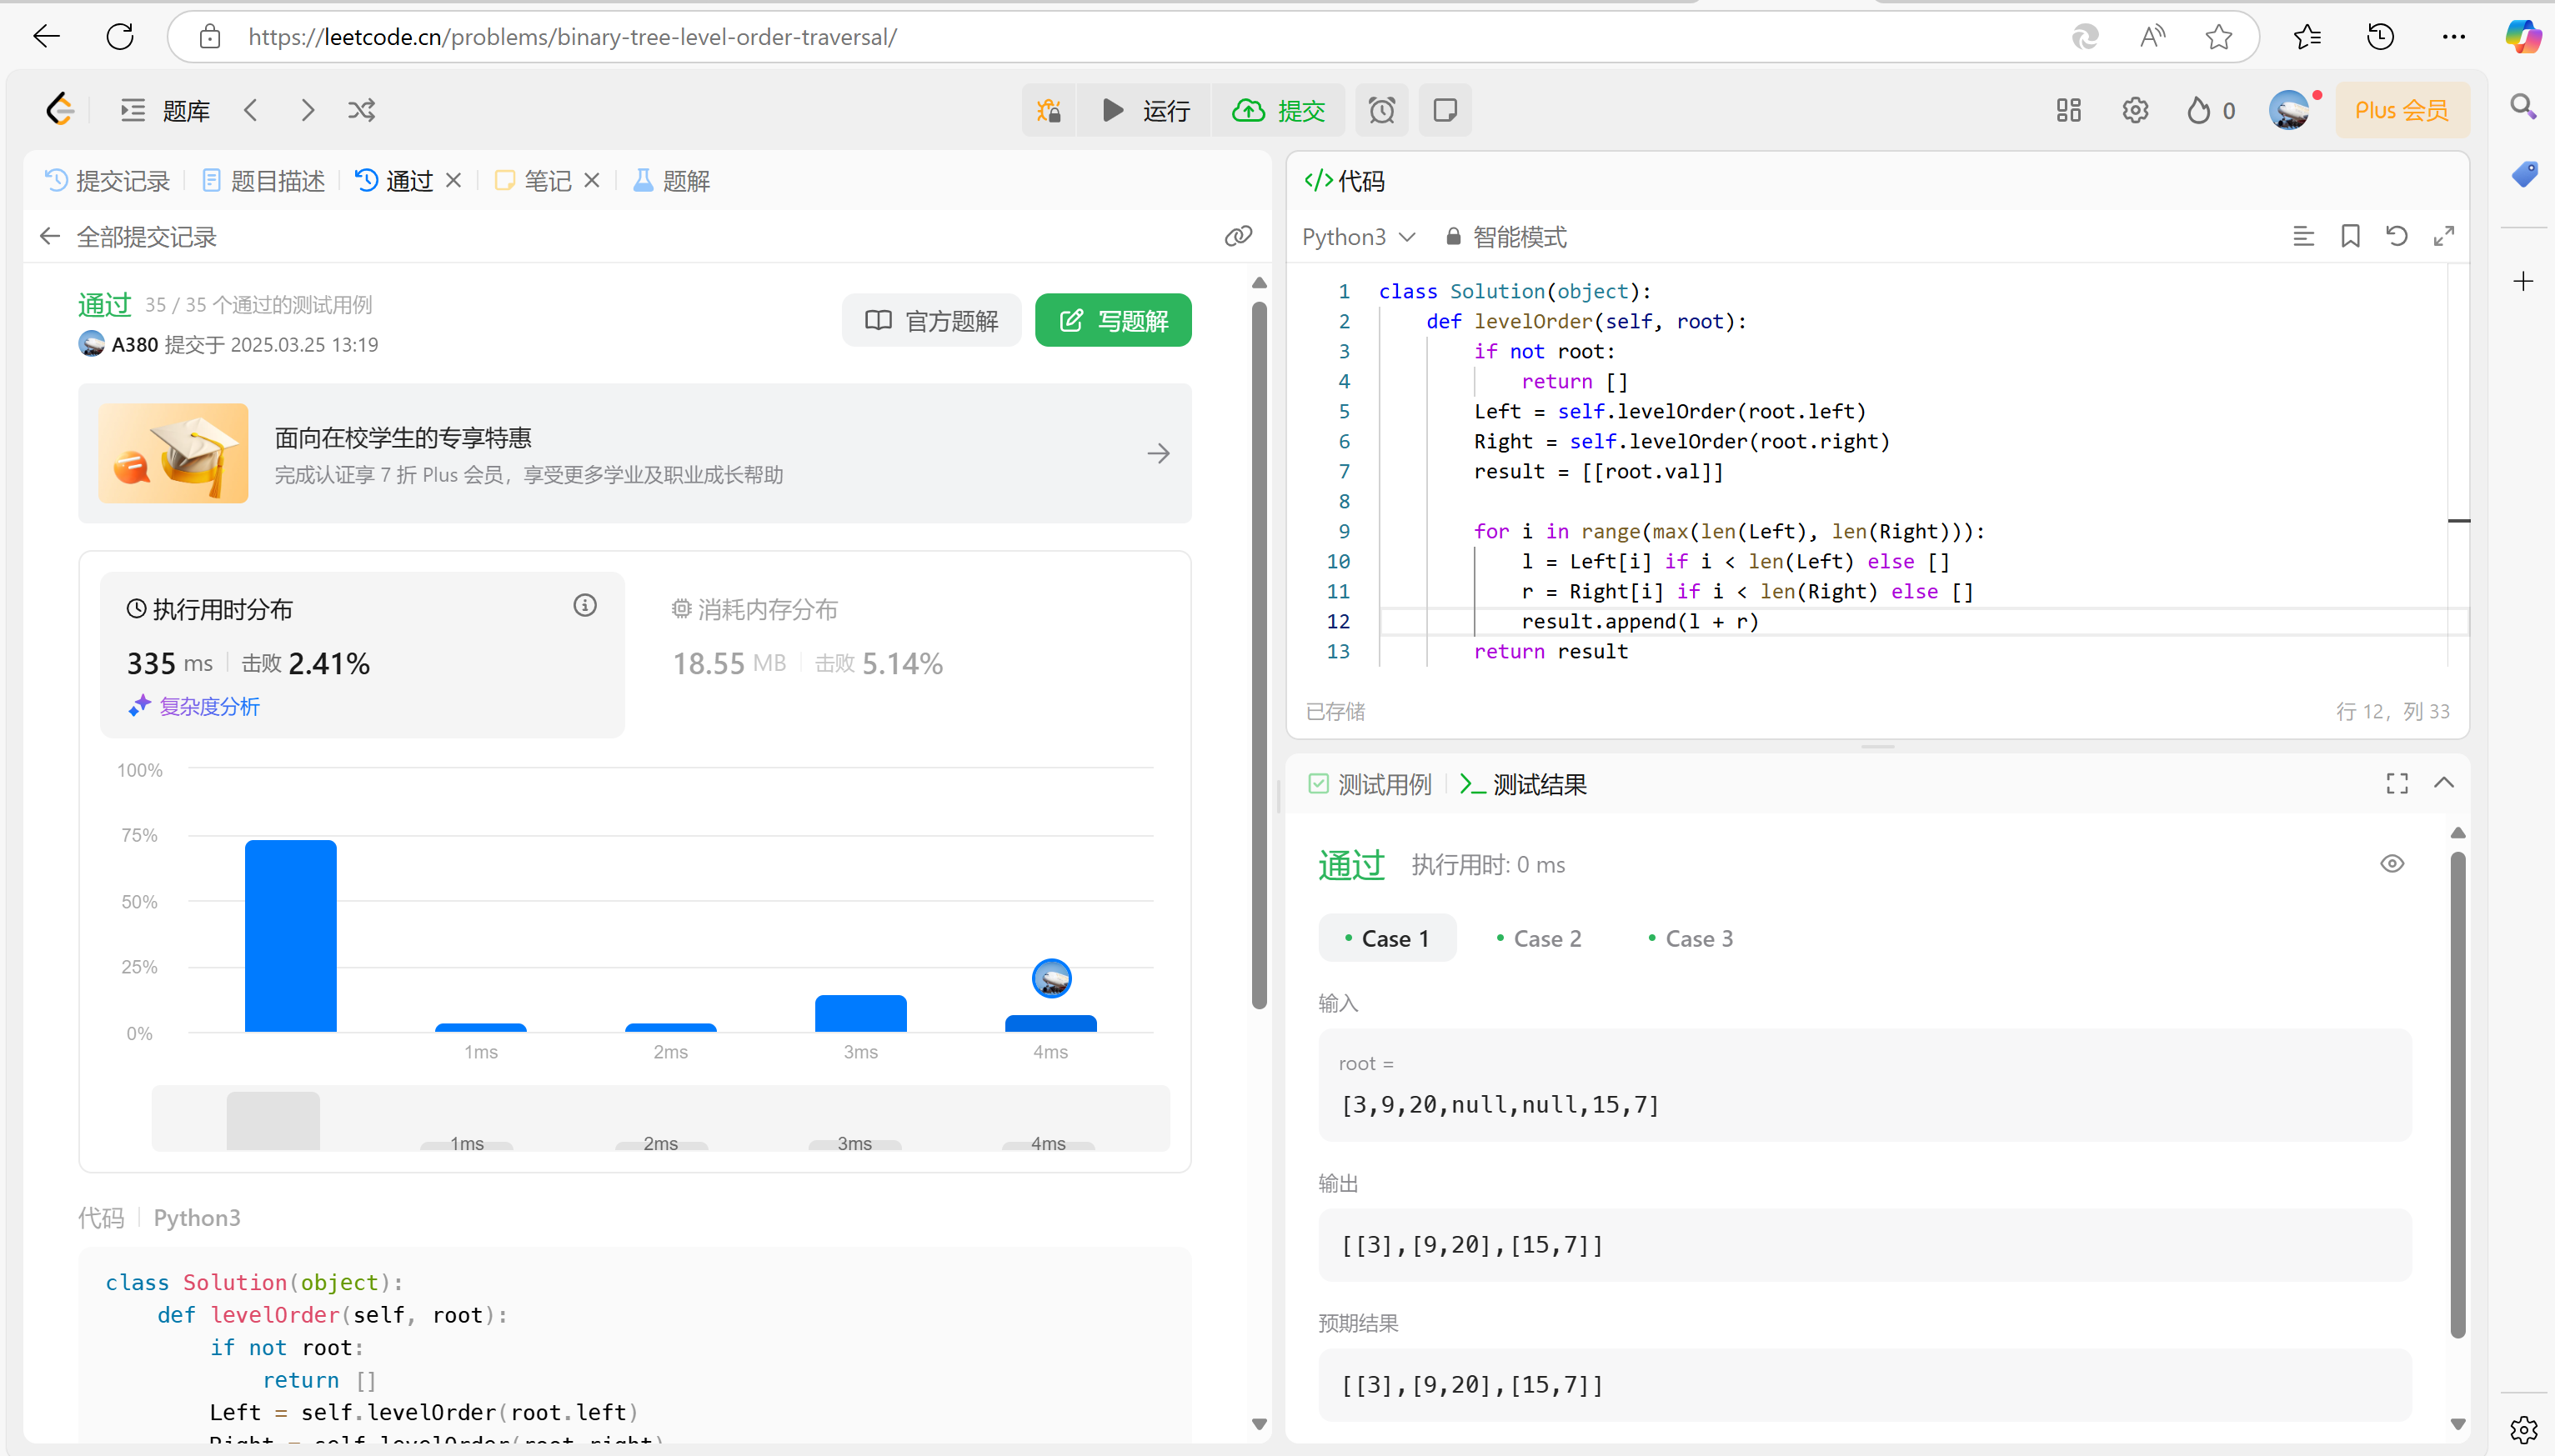 https://leetcode.cn/problems/binary-tree-level-order-traversal/
题库
运行
提交
0
Plus 会员
提交记录
题目描述
通过
笔记
题解
全部提交记录
通过 35 / 35 个通过的测试用例
A380 提交于 2025.03.25 13:19
官方题解
写题解
面向在校学生的专享特惠
完成认证享 7 折 Plus 会员，享受更多学业及职业成长帮助
执行用时分布
335 ms 击败 2.41%
复杂度分析
消耗内存分布
18.55 MB 击败 5.14%
100%
75%
50%
25%
0%
1ms 2ms 3ms 4ms
1ms 2ms 3ms 4ms
代码 Python3
class Solution(object):
    def levelOrder(self, root):
        if not root:
            return []
        Left = self.levelOrder(root.left)
        Right = self.levelOrder(root.right)
代码
Python3 智能模式
1 class Solution(object):
2     def levelOrder(self, root):
3         if not root:
4             return []
5         Left = self.levelOrder(root.left)
6         Right = self.levelOrder(root.right)
7         result = [[root.val]]
8
9         for i in range(max(len(Left), len(Right))):
10             l = Left[i] if i < len(Left) else []
11             r = Right[i] if i < len(Right) else []
12             result.append(l + r)
13         return result
已存储
行 12，列 33
测试用例
测试结果
通过 执行用时: 0 ms
Case 1 Case 2 Case 3
输入
root =
[3,9,20,null,null,15,7]
输出
[[3],[9,20],[15,7]]
预期结果
[[3],[9,20],[15,7]]